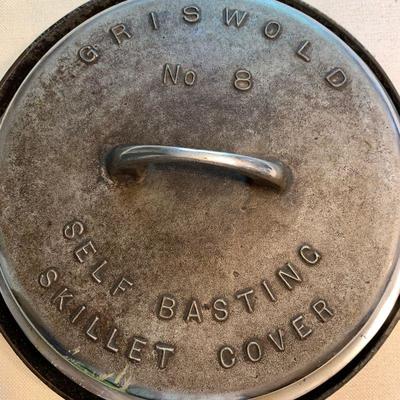 GRISWOLD
No 8
SELF BASTING
SKILLET COVER